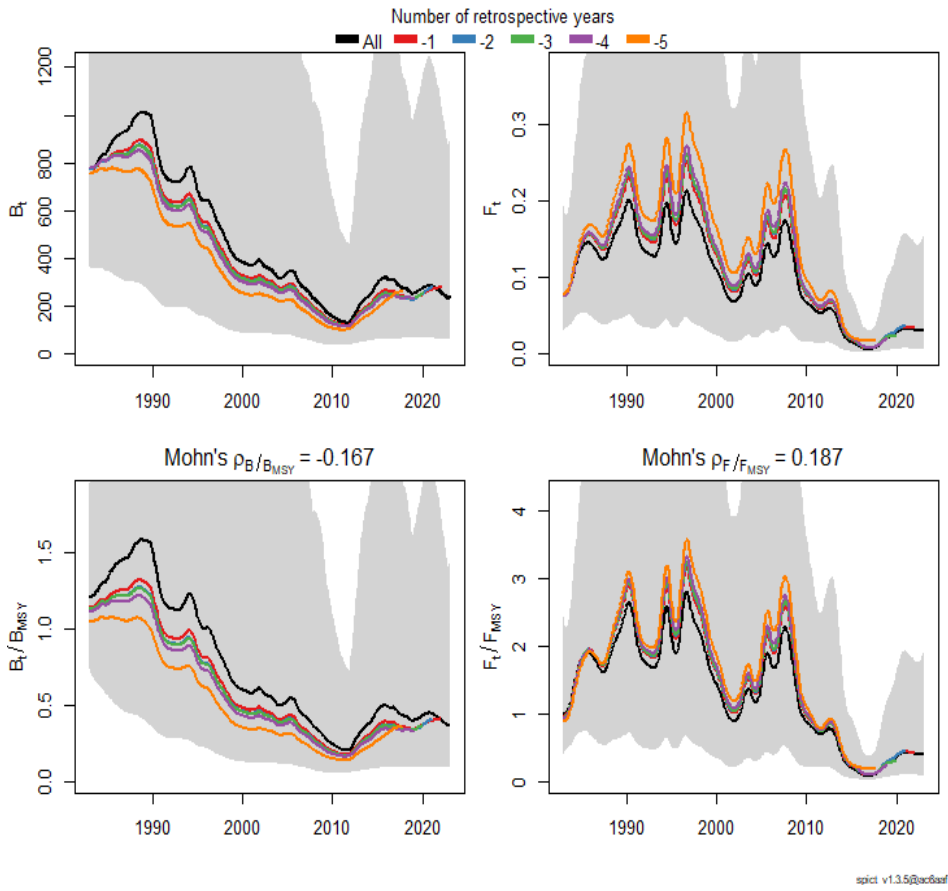 Number of retrospective years
All -1 -2 -3 -4 -5
1200
800
600
400
200
0
Bt
1990 2000 2010 2020
0.3
0.2
0.1
0.0
Ft
1990 2000 2010 2020
Mohn's ρB/BMSY = -0.167
1.5
1.0
0.5
0.0
Bt/BMSY
1990 2000 2010 2020
Mohn's ρF/FMSY = 0.187
4
3
2
1
0
Ft/FMSY
1990 2000 2010 2020
spict_v1.3.5@ac6aaf